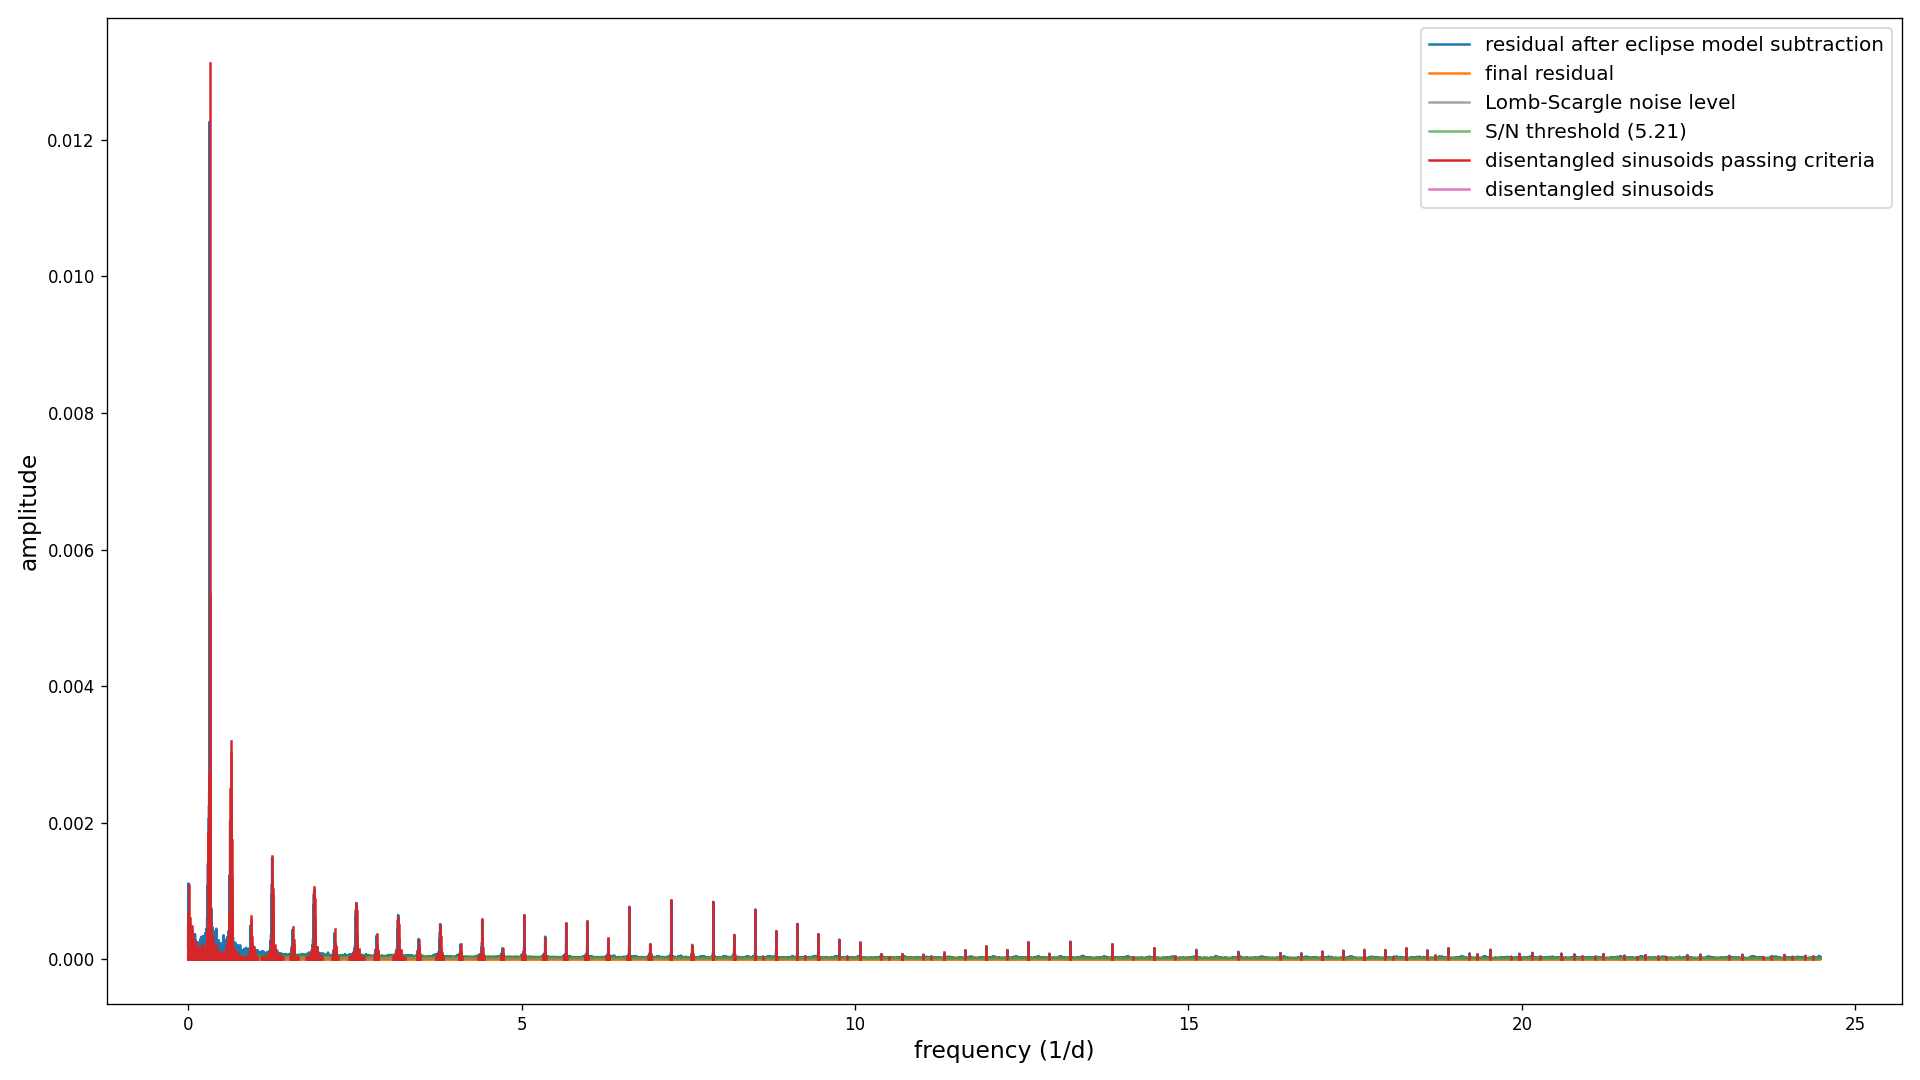 residual after eclipse model subtraction
final residual
Lomb-Scargle noise level
S/N threshold (5.21)
disentangled sinusoids passing criteria
disentangled sinusoids
0.012
0.010
0.008
0.006
0.004
0.002
0.000
amplitude
0 5 10 15 20 25
frequency (1/d)